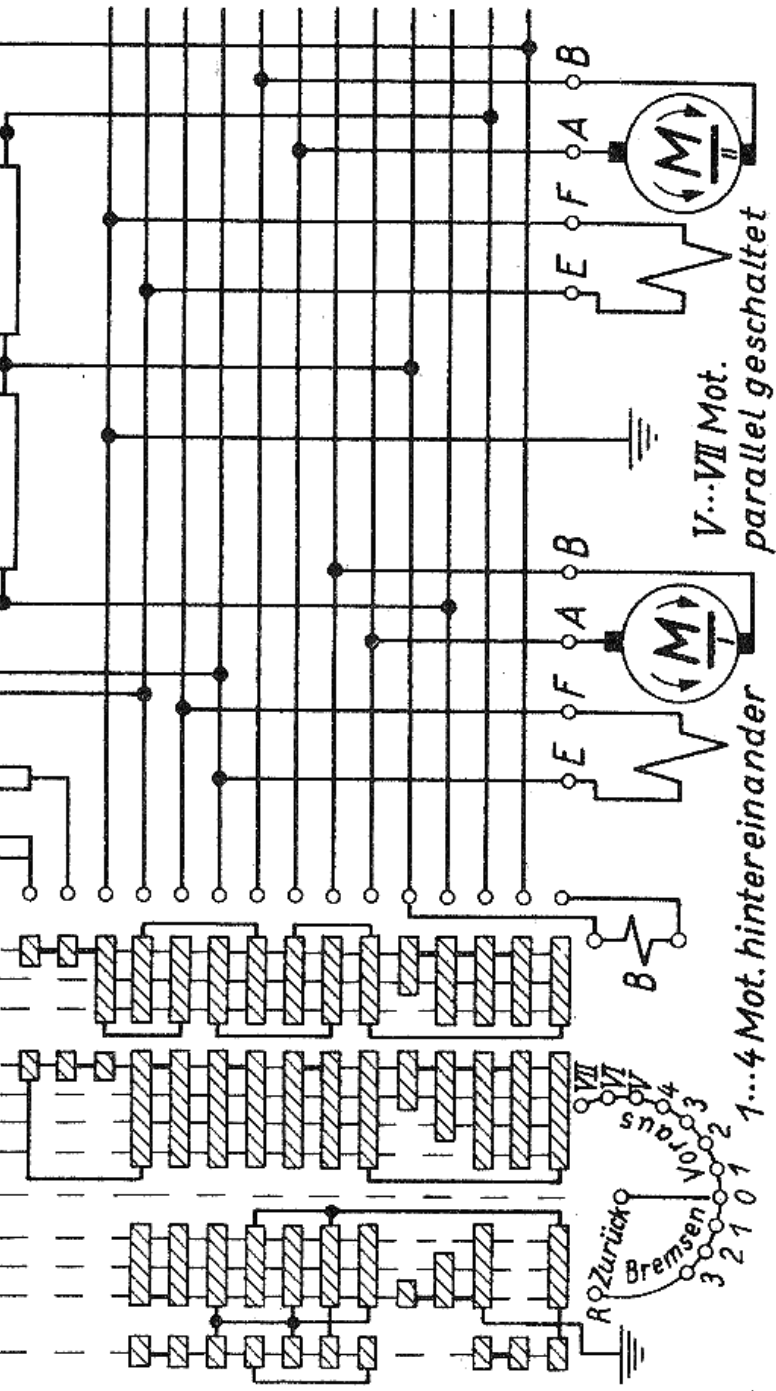 B
A
F
E
M
II
V...VII Mot.
parallel geschaltet
B
A
F
E
M
I
1...4 Mot. hintereinander
B
VII
VI
V
4
3
2
1
0
1
2
3
Voraus
Zurück
Bremsen
R